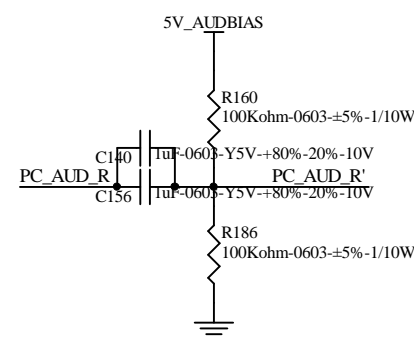 5V_AUDBIAS
R160
100Kohm-0603-±5%-1/10W
C140
1uF-0603-Y5V-+80%-20%-10V
PC_AUD_R
PC_AUD_R'
C156
1uF-0603-Y5V-+80%-20%-10V
R186
100Kohm-0603-±5%-1/10W